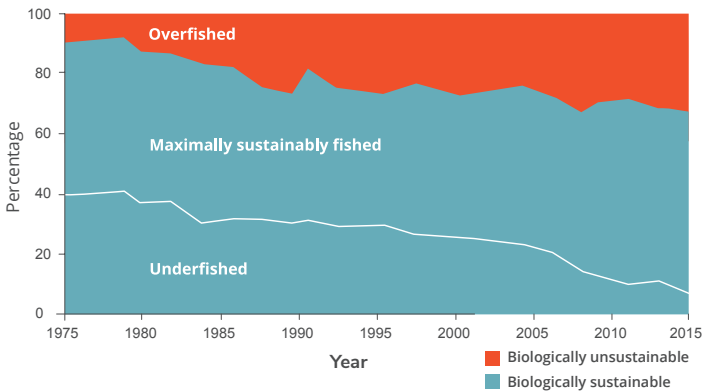 100
80
60
40
20
0
Percentage
Overfished
Maximally sustainably fished
Underfished
1975 1980 1985 1990 1995 2000 2005 2010 2015
Year
Biologically unsustainable
Biologically sustainable